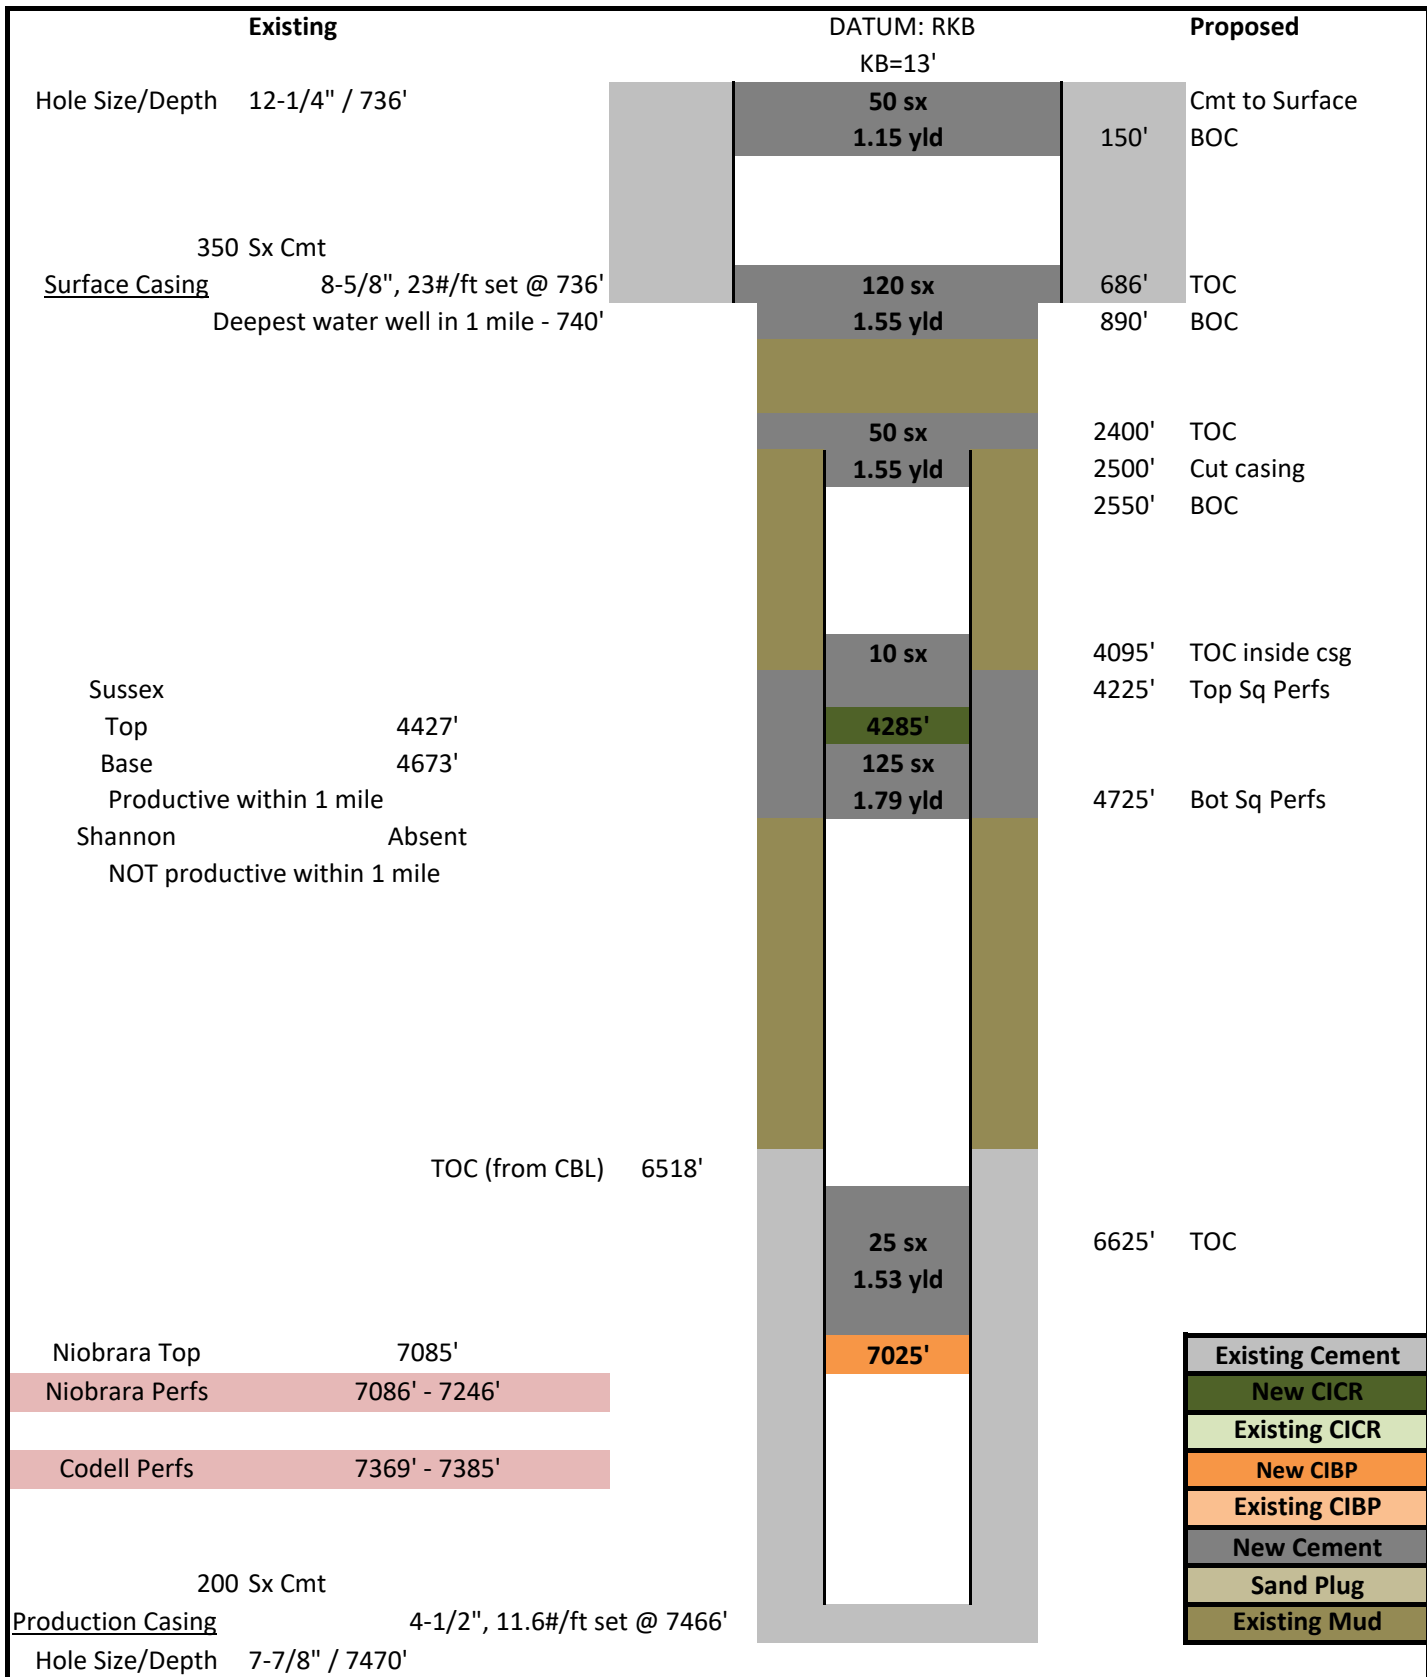 Existing DATUM: RKB Proposed
KB=13'
Hole Size/Depth 12-1/4" / 736' 50 sx Cmt to Surface
1.15 yld 150' BOC
350 Sx Cmt
Surface Casing 8-5/8", 23#/ft set @ 736' 120 sx 686' TOC
Deepest water well in 1 mile - 740' 1.55 yld 890' BOC
50 sx 2400' TOC
1.55 yld 2500' Cut casing
2550' BOC
10 sx 4095' TOC inside csg
Sussex 4225' Top Sq Perfs
Top 4427' 4285'
Base 4673' 125 sx
Productive within 1 mile 1.79 yld 4725' Bot Sq Perfs
Shannon Absent
NOT productive within 1 mile
TOC (from CBL) 6518'
25 sx 6625' TOC
1.53 yld
Niobrara Top 7085' 7025' Existing Cement
Niobrara Perfs 7086' - 7246' New CICR
Existing CICR
Codell Perfs 7369' - 7385' New CIBP
Existing CIBP
New Cement
200 Sx Cmt Sand Plug
Production Casing 4-1/2", 11.6#/ft set @ 7466' Existing Mud
Hole Size/Depth 7-7/8" / 7470'